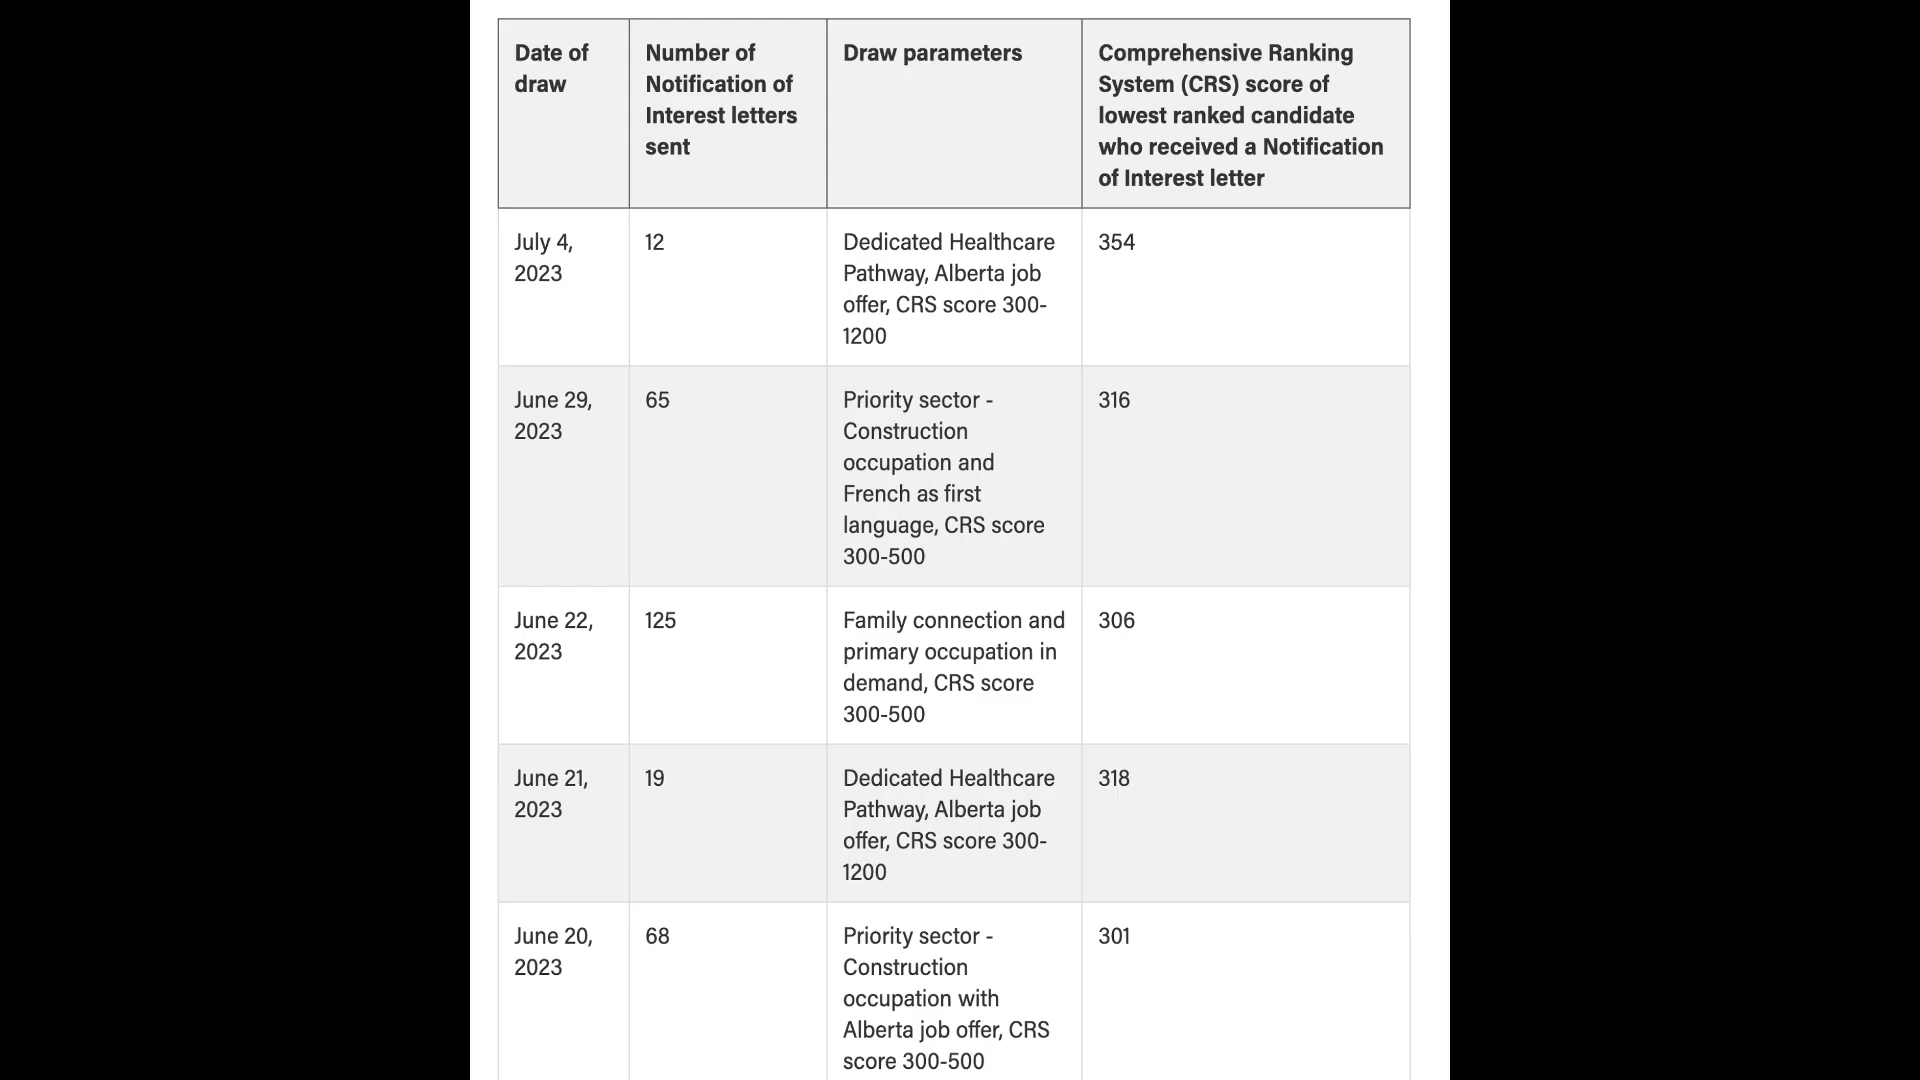 Date of
draw
Number of
Notification of
Interest letters
sent
Draw parameters
Comprehensive Ranking
System (CRS) score of
lowest ranked candidate
who received a Notification
of Interest letter
July 4,
2023
12
Dedicated Healthcare
Pathway, Alberta job
offer, CRS score 300-
1200
354
June 29,
2023
65
Priority sector -
Construction
occupation and
French as first
language, CRS score
300-500
316
June 22,
2023
125
Family connection and
primary occupation in
demand, CRS score
300-500
306
June 21,
2023
19
Dedicated Healthcare
Pathway, Alberta job
offer, CRS score 300-
1200
318
June 20,
2023
68
Priority sector -
Construction
occupation with
Alberta job offer, CRS
score 300-500
301